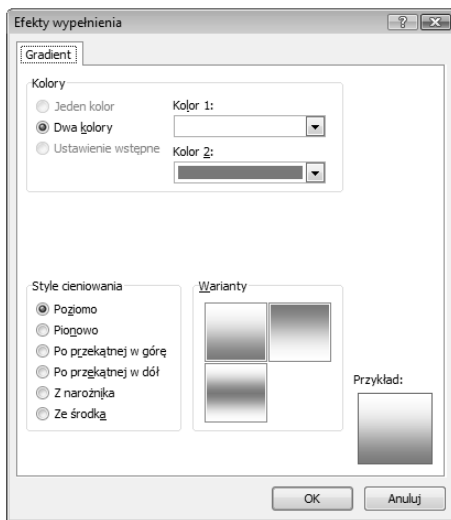 Efekty wypełnienia
Gradient
Kolory
Jeden kolor
Dwa kolory
Ustawienie wstępne
Kolor 1:
Kolor 2:
Style cieniowania
Poziomo
Pionowo
Po przekątnej w górę
Po przekątnej w dół
Z narożnika
Ze środka
Warianty
Przykład:
OK
Anuluj